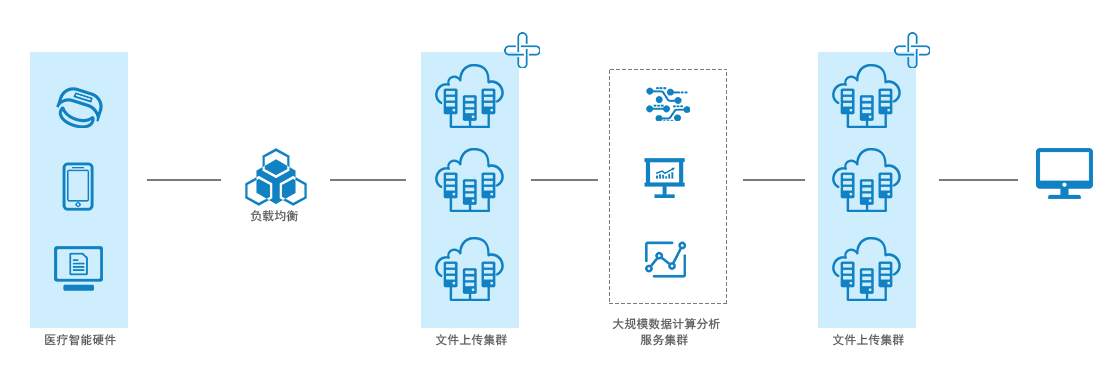 负载均衡
医疗智能硬件
文件上传集群
大规模数据计算分析
服务集群
文件上传集群